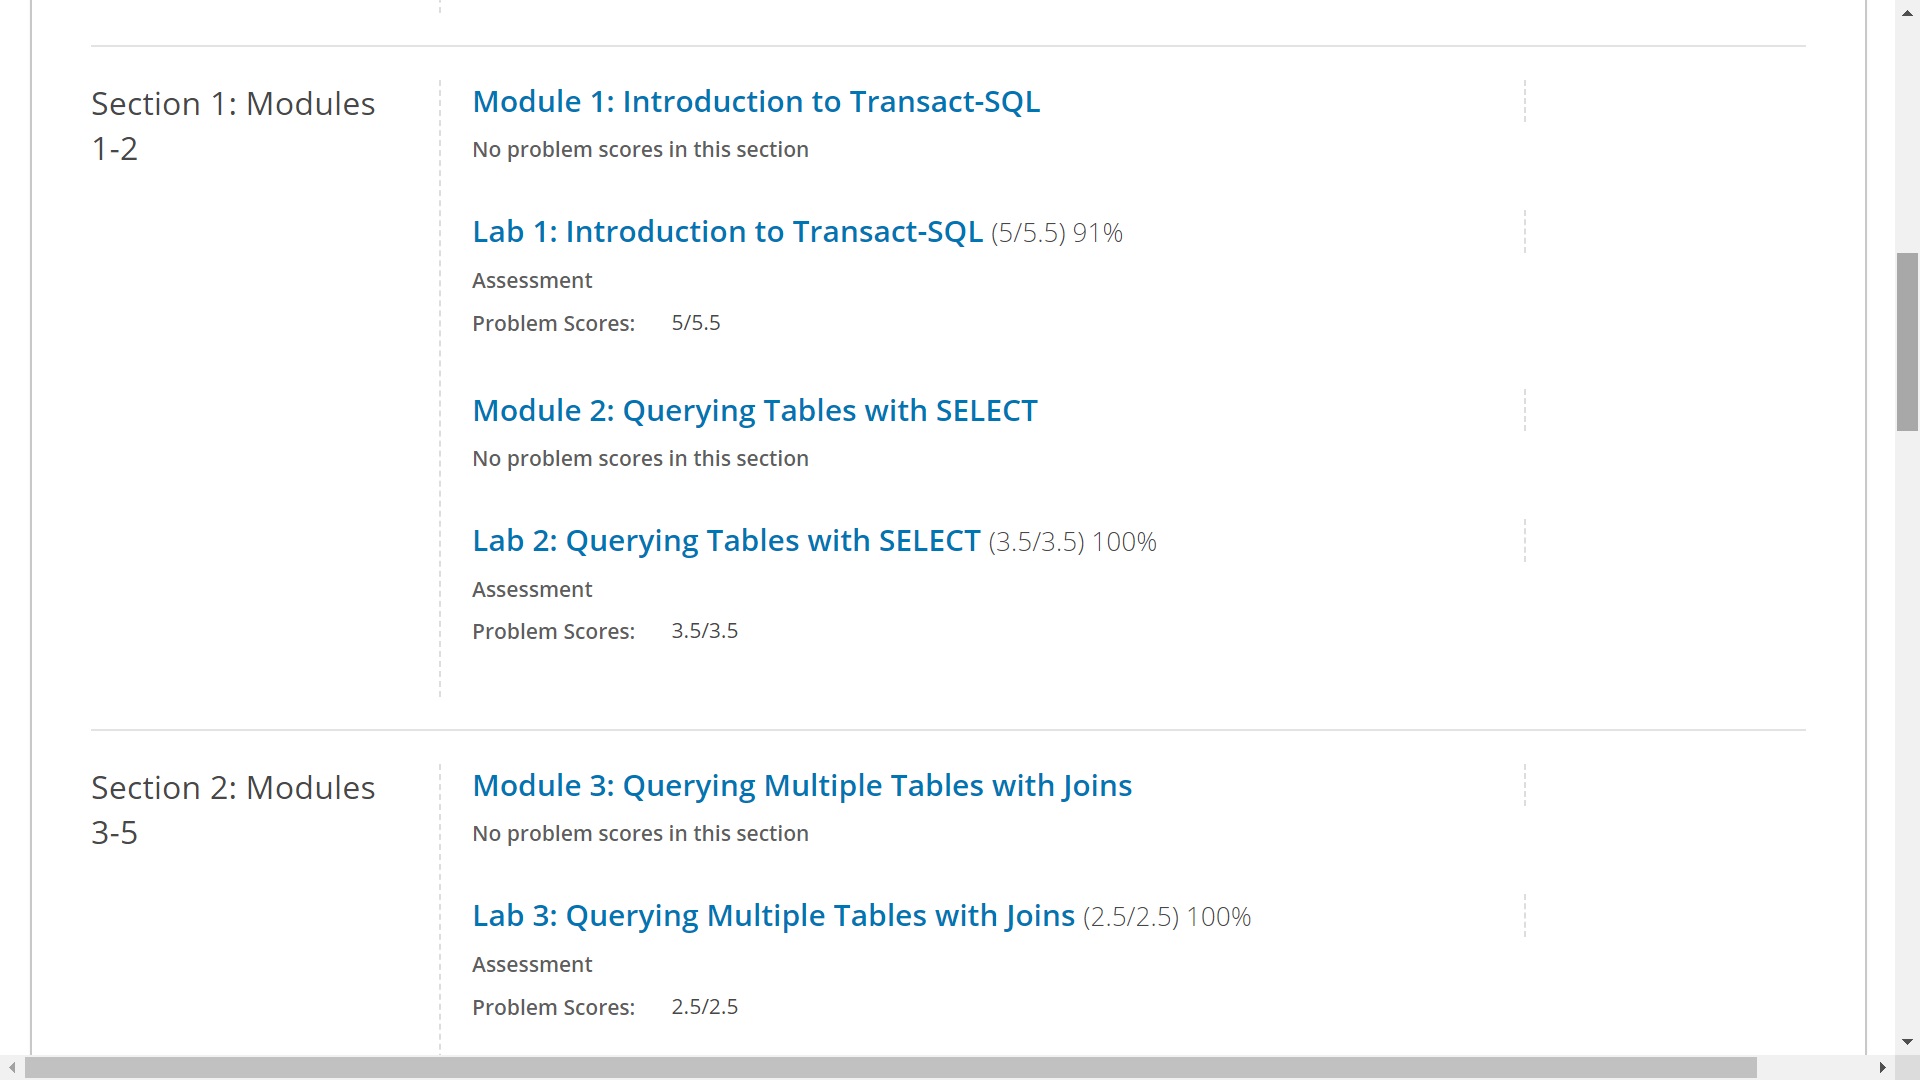 Section 1: Modules
1-2
Module 1: Introduction to Transact-SQL
No problem scores in this section
Lab 1: Introduction to Transact-SQL (5/5.5) 91%
Assessment
Problem Scores: 5/5.5
Module 2: Querying Tables with SELECT
No problem scores in this section
Lab 2: Querying Tables with SELECT (3.5/3.5) 100%
Assessment
Problem Scores: 3.5/3.5
Section 2: Modules
3-5
Module 3: Querying Multiple Tables with Joins
No problem scores in this section
Lab 3: Querying Multiple Tables with Joins (2.5/2.5) 100%
Assessment
Problem Scores: 2.5/2.5